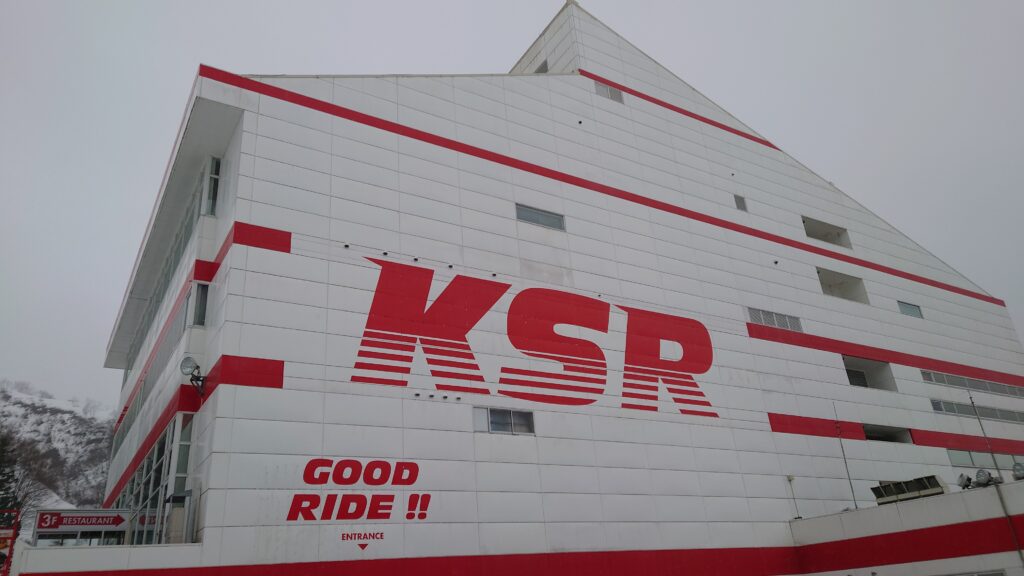 KSR
GOOD
RIDE !!
ENTRANCE
3F RESTAURANT